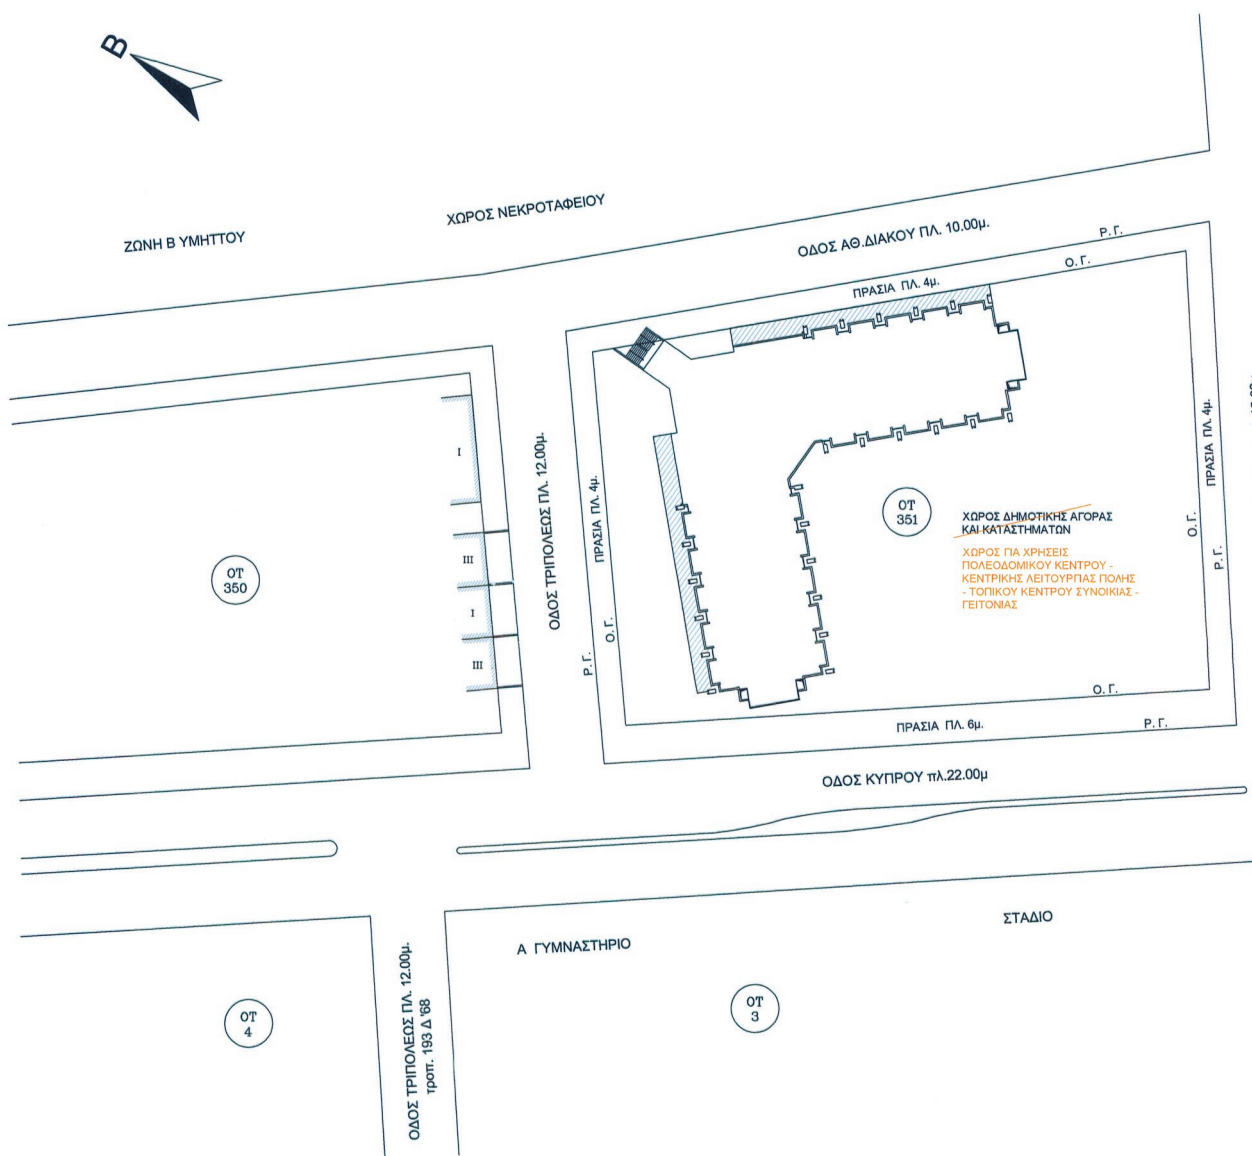 Β
ΖΩΝΗ Β ΥΜΗΤΤΟΥ
ΧΩΡΟΣ ΝΕΚΡΟΤΑΦΕΙΟΥ
ΟΔΟΣ ΑΘ.ΔΙΑΚΟΥ ΠΛ. 10.00μ.
Ρ. Γ.
Ο. Γ.
ΠΡΑΣΙΑ ΠΛ. 4μ.
ΠΡΑΣΙΑ ΠΛ. 4μ.
Ο. Γ.
Ρ. Γ.
ΟΔΟΣ ΤΡΙΠΟΛΕΩΣ ΠΛ. 12.00μ.
ΠΡΑΣΙΑ ΠΛ. 4μ.
Ο. Γ.
Ρ. Γ.
I
III
I
III
ΟΤ
350
ΟΤ
351
ΧΩΡΟΣ ΔΗΜΟΤΙΚΗΣ ΑΓΟΡΑΣ
ΚΑΙ ΚΑΤΑΣΤΗΜΑΤΩΝ
ΧΩΡΟΣ ΓΙΑ ΧΡΗΣΕΙΣ
ΠΟΛΕΟΔΟΜΙΚΟΥ ΚΕΝΤΡΟΥ -
ΚΕΝΤΡΙΚΗΣ ΛΕΙΤΟΥΡΓΙΑΣ ΠΟΛΗΣ
- ΤΟΠΙΚΟΥ ΚΕΝΤΡΟΥ ΣΥΝΟΙΚΙΑΣ -
ΓΕΙΤΟΝΙΑΣ
Ο. Γ.
ΠΡΑΣΙΑ ΠΛ. 6μ.
Ρ. Γ.
ΟΔΟΣ ΚΥΠΡΟΥ πλ.22.00μ
ΣΤΑΔΙΟ
Α ΓΥΜΝΑΣΤΗΡΙΟ
ΟΔΟΣ ΤΡΙΠΟΛΕΩΣ ΠΛ. 12.00μ.
τροπ. 193 Δ '68
ΟΤ
4
ΟΤ
3